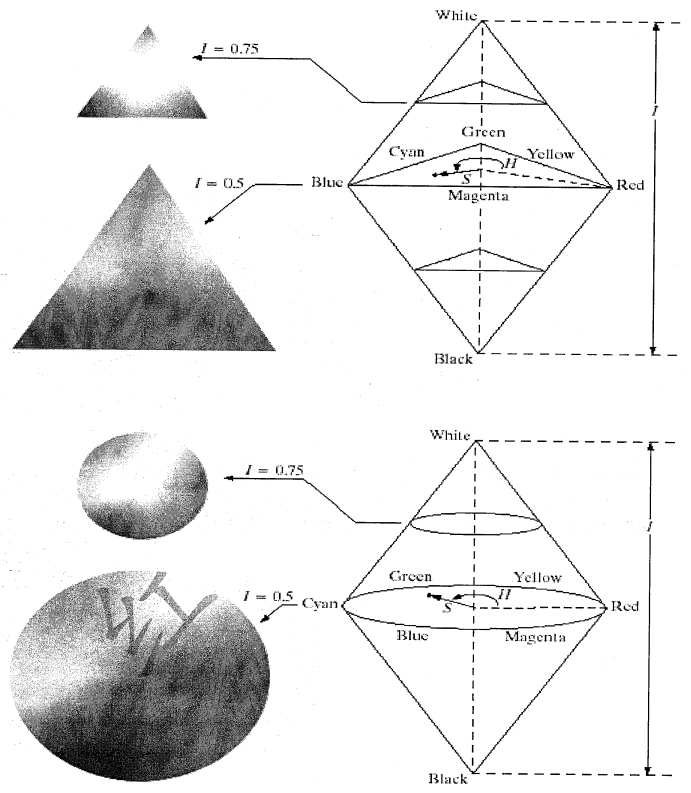 White
I = 0.75
I
Green
Cyan
Yellow
H
I = 0.5
Blue
S
Red
Magenta
Black
White
I = 0.75
I
Green
Yellow
I = 0.5
Cyan
H
S
Red
Blue
Magenta
Black